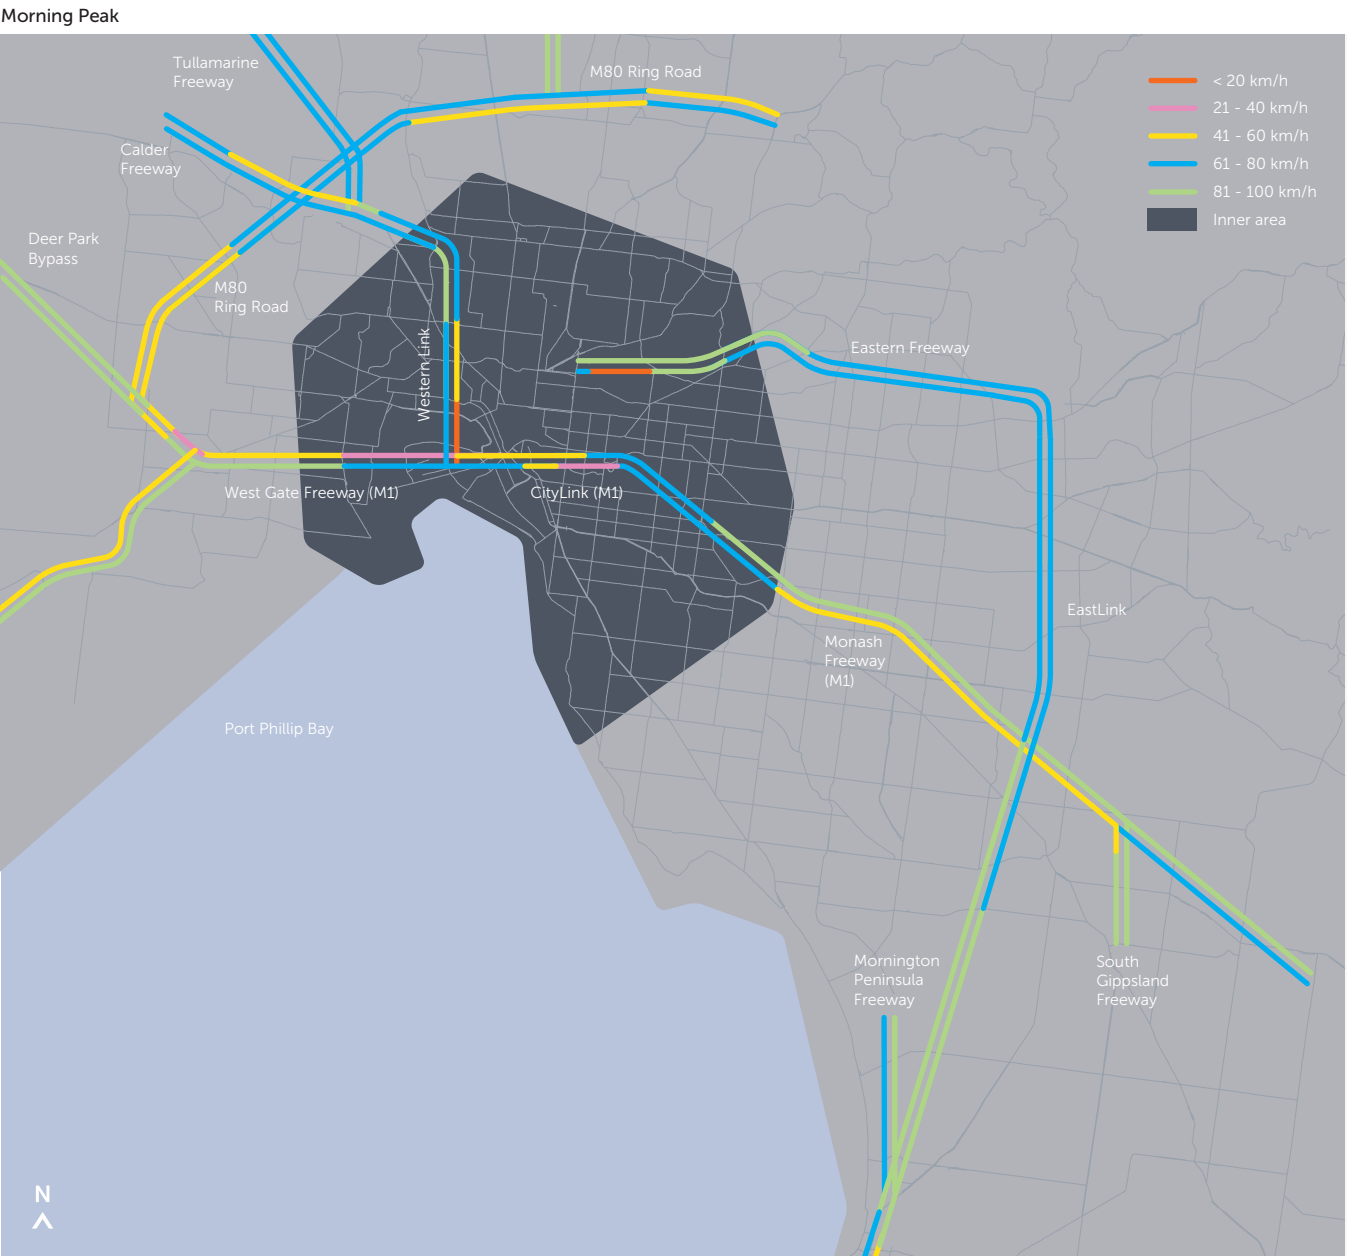 Morning Peak
Tullamarine
Freeway
M80 Ring Road
< 20 km/h
21 - 40 km/h
41 - 60 km/h
61 - 80 km/h
81 - 100 km/h
Inner area
Calder
Freeway
Deer Park
Bypass
M80
Ring Road
Western Link
Eastern Freeway
West Gate Freeway (M1)
CityLink (M1)
EastLink
Monash
Freeway
(M1)
Port Phillip Bay
Mornington
Peninsula
Freeway
South
Gippsland
Freeway
N